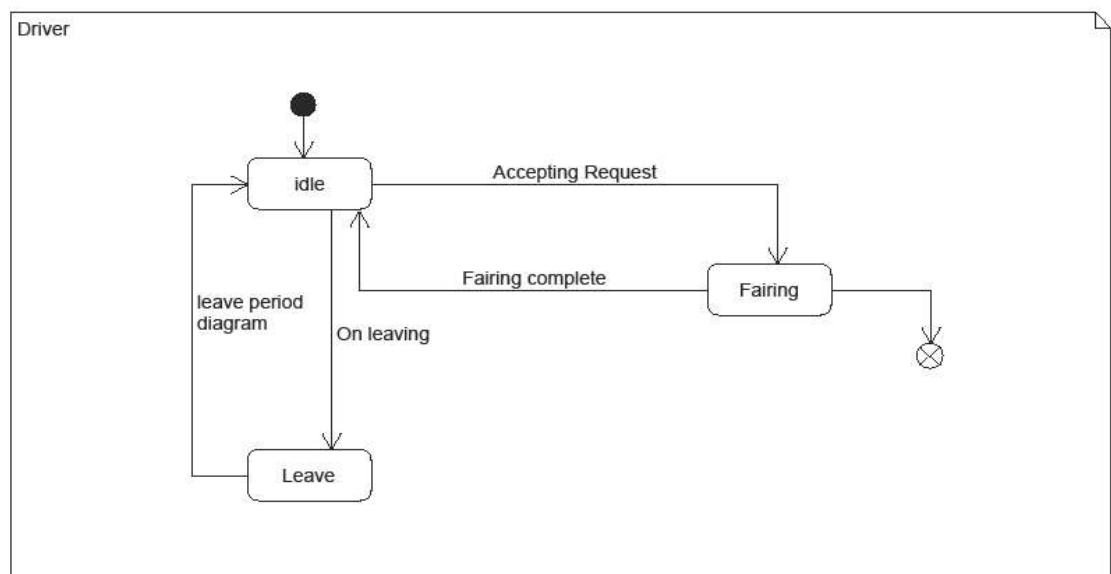 Driver
idle
Accepting Request
Fairing complete
Fairing
leave period
diagram
On leaving
Leave